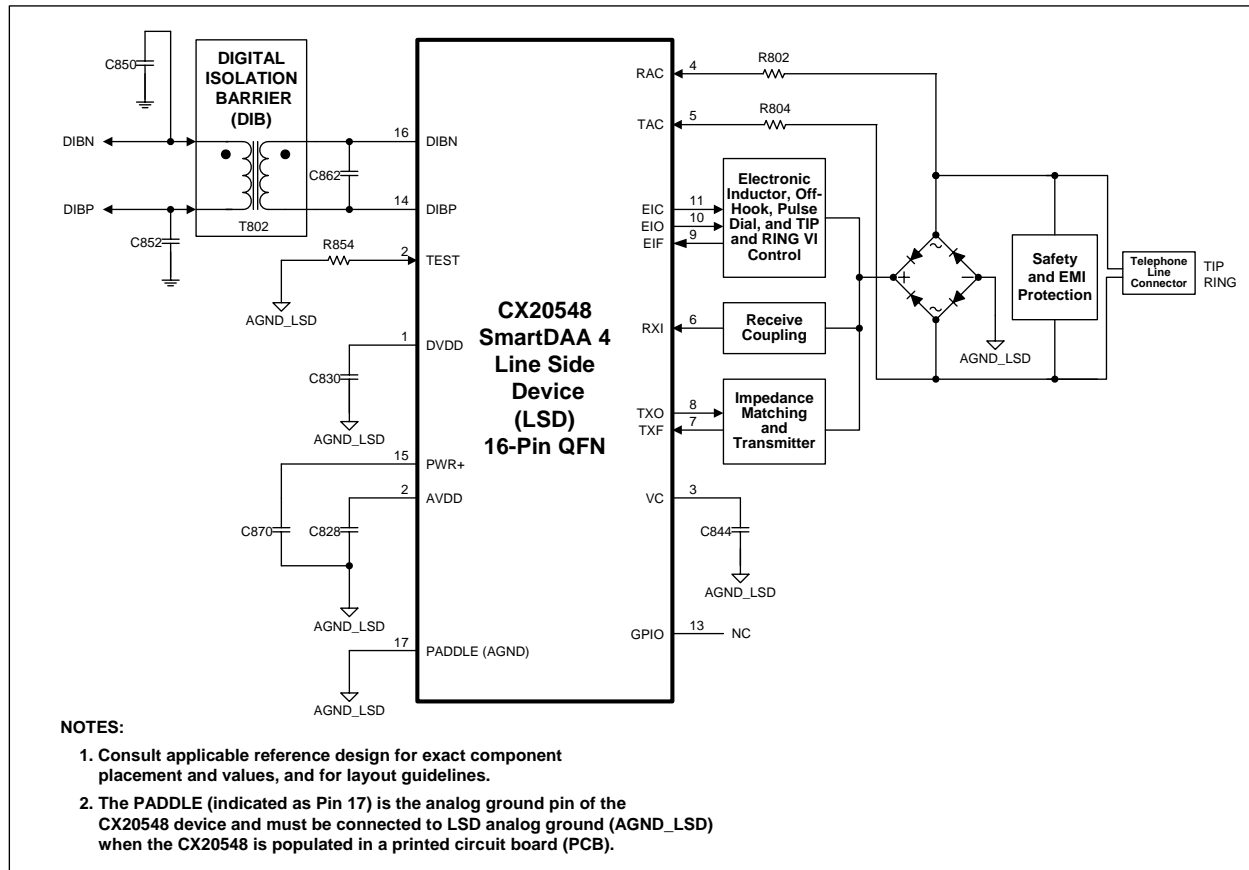 C850
DIGITAL
ISOLATION
BARRIER
(DIB)
DIBN
DIBP
C852
T802
C862
16
DIBN
14
DIBP
R854
2
TEST
AGND_LSD
1
DVDD
C830
AGND_LSD
15
PWR+
2
AVDD
C870
C828
AGND_LSD
17
PADDLE (AGND)
AGND_LSD
CX20548
SmartDAA 4
Line Side
Device
(LSD)
16-Pin QFN
RAC
4
R802
TAC
5
R804
EIC
11
EIO
10
EIF
9
Electronic
Inductor, Off-
Hook, Pulse
Dial, and TIP
and RING VI
Control
RXI
6
Receive
Coupling
TXO
8
TXF
7
Impedance
Matching
and
Transmitter
VC
3
C844
AGND_LSD
GPIO
13
NC
~
+
−
~
AGND_LSD
Safety
and EMI
Protection
Telephone
Line
Connector
TIP
RING
NOTES:
1. Consult applicable reference design for exact component
placement and values, and for layout guidelines.
2. The PADDLE (indicated as Pin 17) is the analog ground pin of the
CX20548 device and must be connected to LSD analog ground (AGND_LSD)
when the CX20548 is populated in a printed circuit board (PCB).